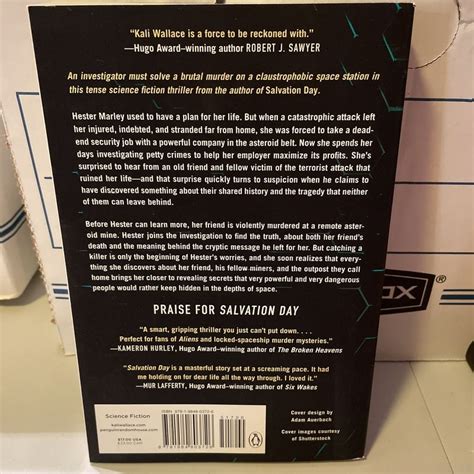 "Kali Wallace is a force to be reckoned with."
—Hugo Award–winning author ROBERT J. SAWYER
An investigator must solve a brutal murder on a claustrophobic space station in
this tense science fiction thriller from the author of Salvation Day.
Hester Marley used to have a plan for her life. But when a catastrophic attack left
her injured, indebted, and stranded far from home, she was forced to take a dead-
end security job with a powerful company in the asteroid belt. Now she spends her
days investigating petty crimes to help her employer maximize its profits. She's
surprised to hear from an old friend and fellow victim of the terrorist attack that
ruined her life—and that surprise quickly turns to suspicion when he claims to
have discovered something about their shared history and the tragedy that neither
of them can leave behind.
Before Hester can learn more, her friend is violently murdered at a remote aster-
oid mine. Hester joins the investigation to find the truth, about both her friend's
death and the meaning behind the cryptic message he left for her. But catching a
killer is only the beginning of Hester's worries, and she soon realizes that every-
thing she discovers about her friend, his fellow miners, and the outpost they call
home brings her closer to revealing secrets that very powerful and very dangerous
people would rather keep hidden in the depths of space.
PRAISE FOR SALVATION DAY
"A smart, gripping thriller you just can't put down. . . .
Perfect for fans of Aliens and locked-spaceship murder mysteries."
—KAMERON HURLEY, Hugo Award–winning author of The Broken Heavens
"Salvation Day is a masterful story set at a screaming pace. It had
me holding on for dear life all the way through. I loved it."
—MUR LAFFERTY, Hugo Award–winning author of Six Wakes
Science Fiction
kaliwallace.com
penguinrandomhouse.com
$17.00 USA
Cover design by
Adam Auerbach
Cover images courtesy of
Shutterstock